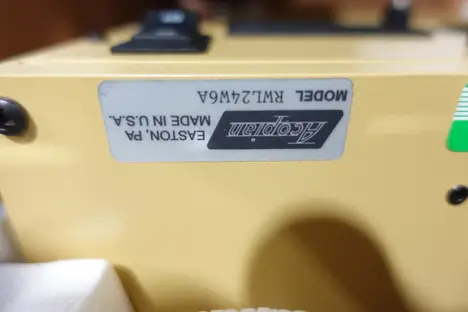 Acopian
EASTON, PA
MADE IN U.S.A.
MODEL RWL24W6A